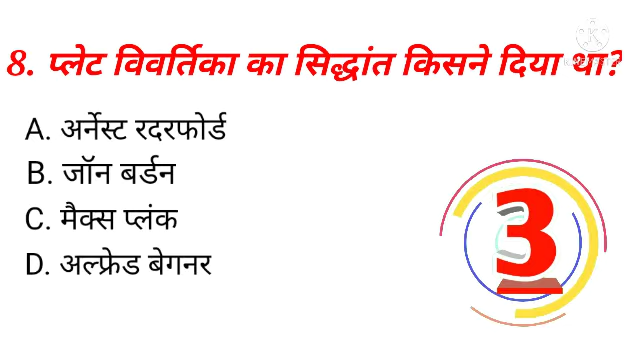 8. प्लेट विवर्तिका का सिद्धांत किसने दिया था?
A. अर्नेस्ट रदरफोर्ड
B. जॉन बर्डन
C. मैक्स प्लंक
D. अल्फ्रेड बेगनर
3